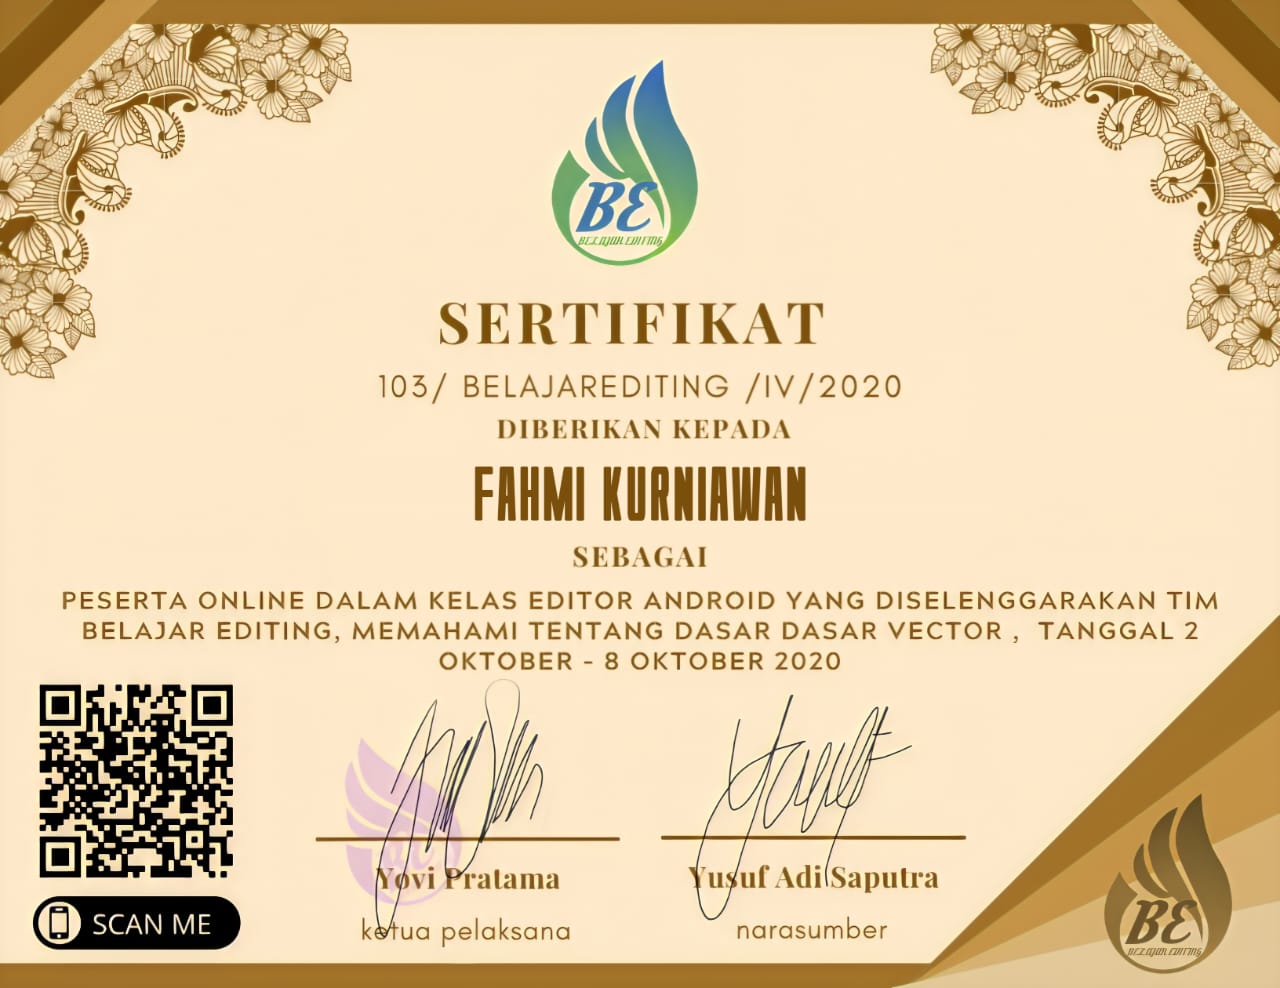 BE
BELAJAR EDITING
SERTIFIKAT
103/ BELAJAREDITING /IV/2020
DIBERIKAN KEPADA
FAHMI KURNIAWAN
SEBAGAI
PESERTA ONLINE DALAM KELAS EDITOR ANDROID YANG DISELENGGARAKAN TIM
BELAJAR EDITING, MEMAHAMI TENTANG DASAR DASAR VECTOR , TANGGAL 2
OKTOBER - 8 OKTOBER 2020
SCAN ME
Yovi Pratama
ketua pelaksana
Yusuf Adi Saputra
narasumber
BE
BELAJAR EDITING